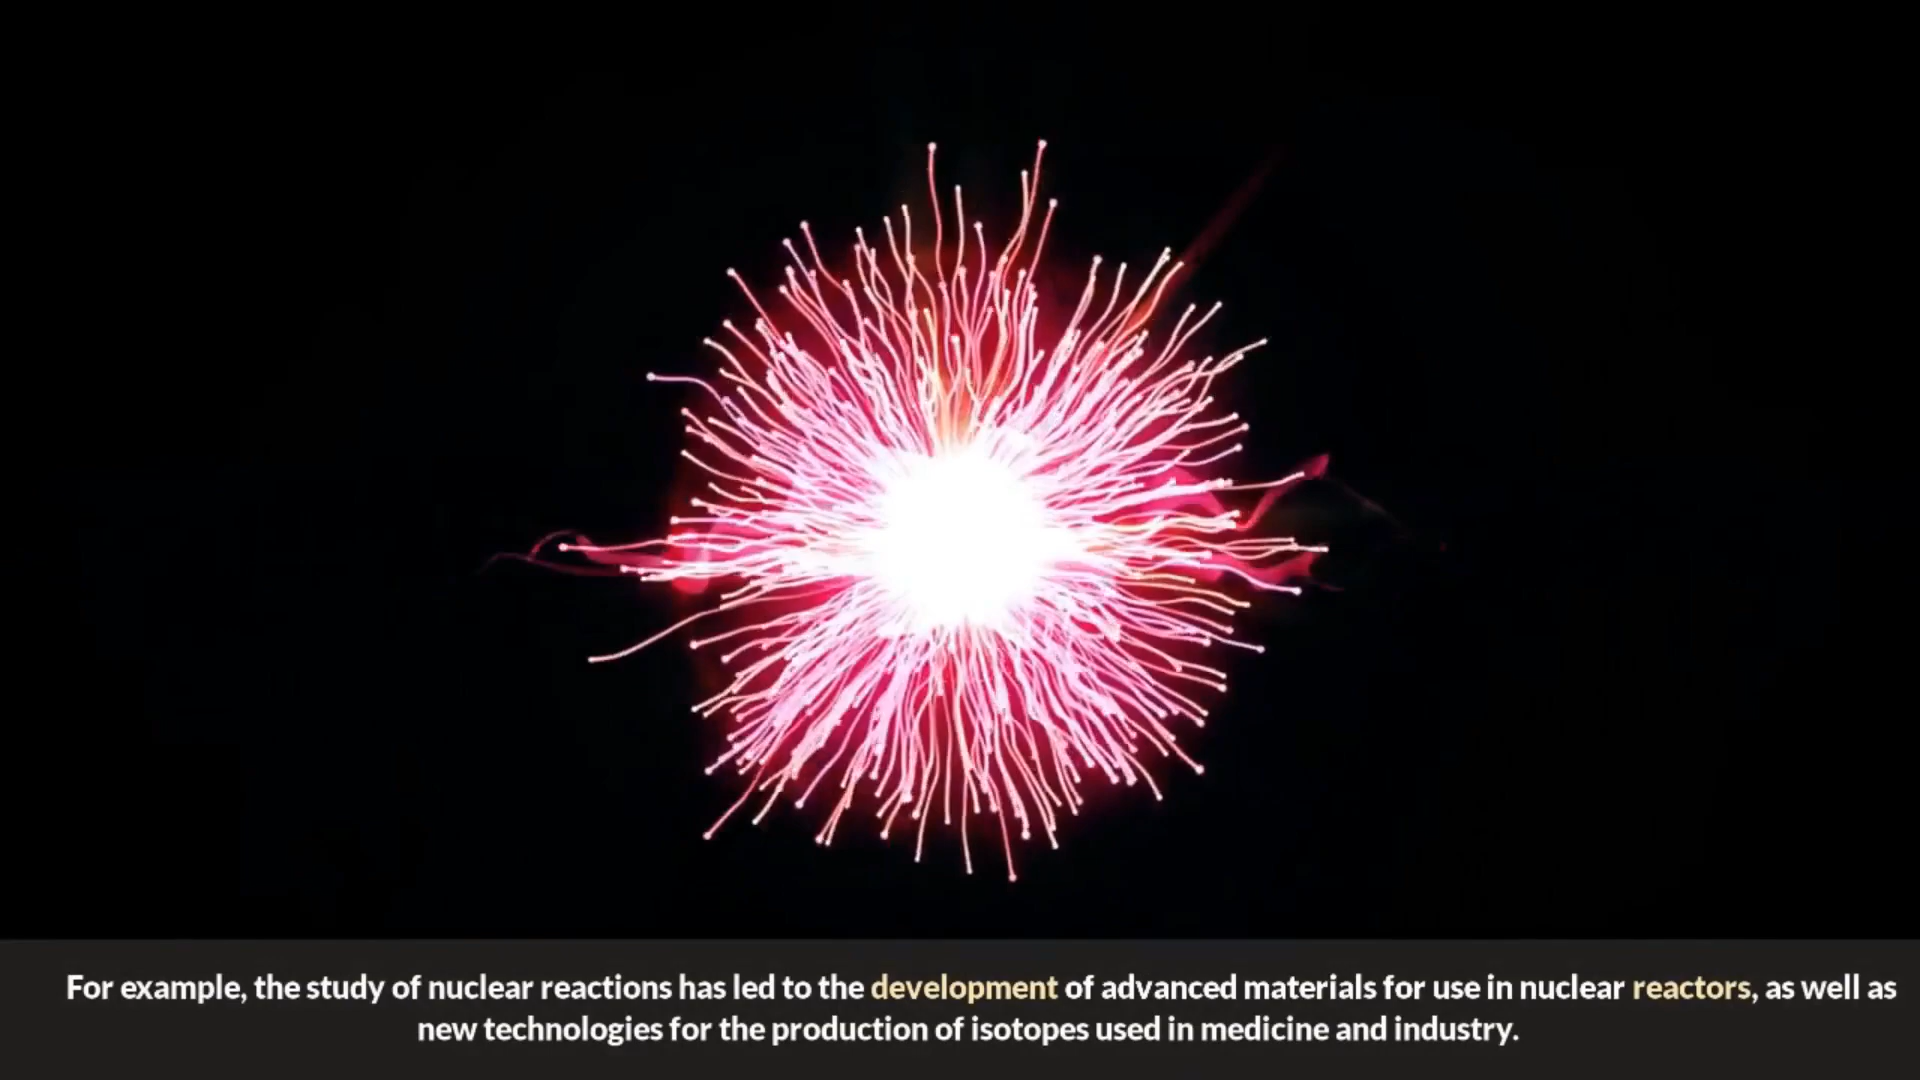 For example, the study of nuclear reactions has led to the development of advanced materials for use in nuclear reactors, as well as
new technologies for the production of isotopes used in medicine and industry.